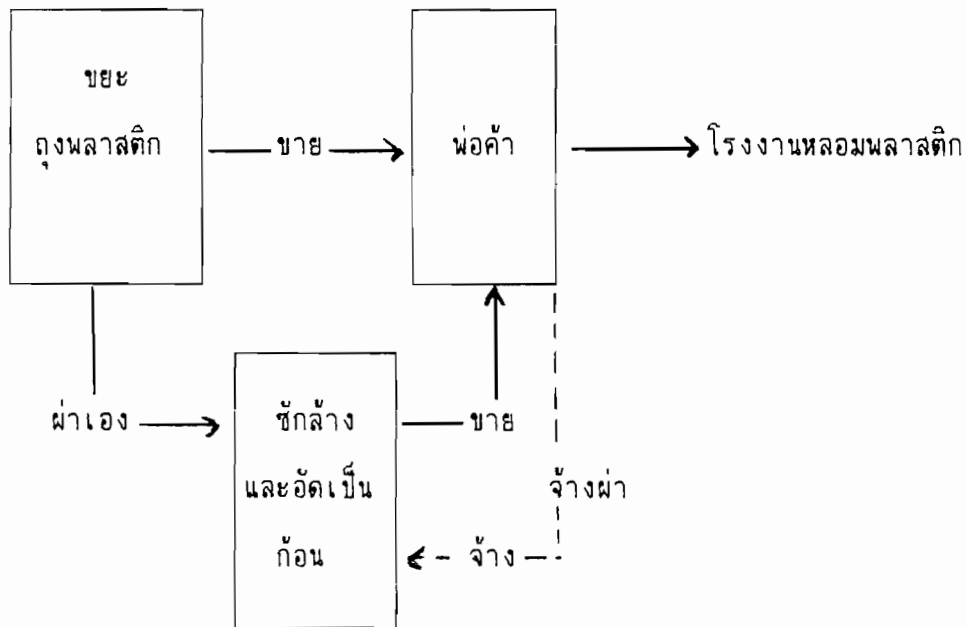 ขยะ
ถุงพลาสติก
ขาย
พ่อค้า
โรงงานหลอมพลาสติก
ผ่าเอง
ซักล้าง
และอัดเป็น
ก้อน
ขาย
จ้างผ่า
จ้าง